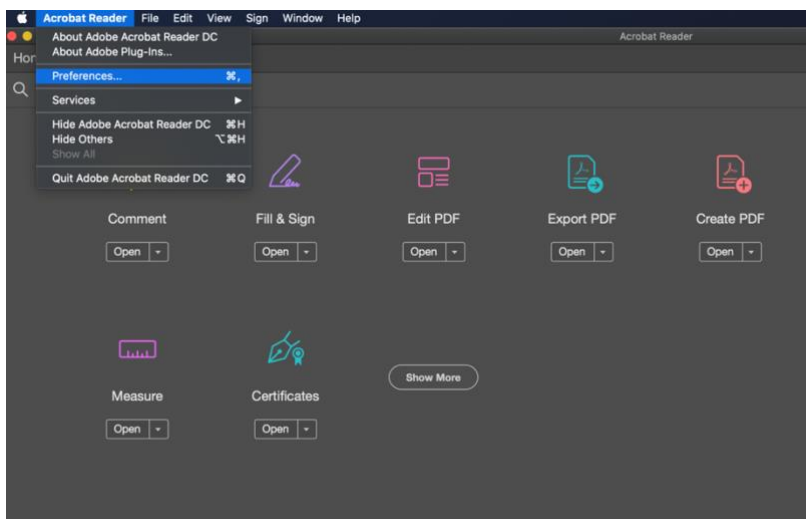 Acrobat Reader File Edit View Sign Window Help
Acrobat Reader
About Adobe Acrobat Reader DC
About Adobe Plug-Ins...
Hor
Preferences... ⌘,
Services ▶
Hide Adobe Acrobat Reader DC ⌘H
Hide Others ⌥⌘H
Show All
Quit Adobe Acrobat Reader DC ⌘Q
Comment Fill & Sign Edit PDF Export PDF Create PDF
Open Open Open Open Open
Show More
Measure Certificates
Open Open